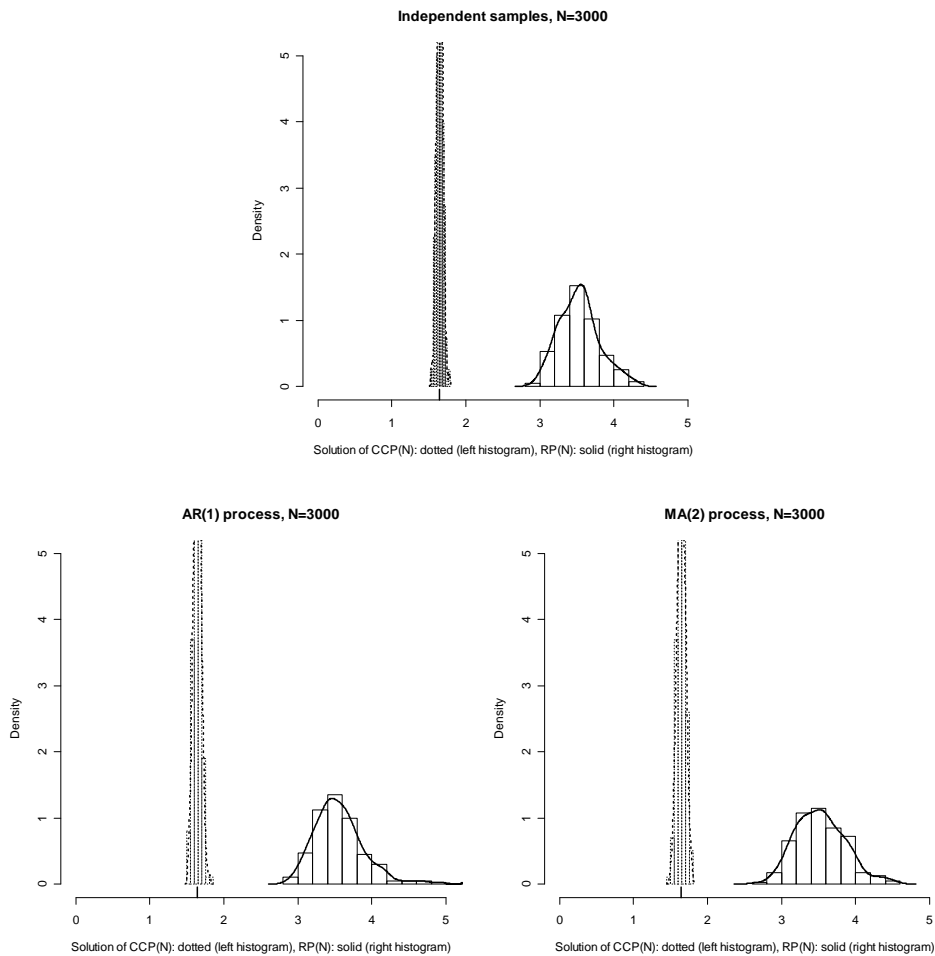 Independent samples, N=3000
5
4
3
2
1
0
Density
0 1 2 3 4 5
Solution of CCP(N): dotted (left histogram), RP(N): solid (right histogram)
AR(1) process, N=3000
5
4
3
2
1
0
Density
0 1 2 3 4 5
Solution of CCP(N): dotted (left histogram), RP(N): solid (right histogram)
MA(2) process, N=3000
5
4
3
2
1
0
Density
0 1 2 3 4 5
Solution of CCP(N): dotted (left histogram), RP(N): solid (right histogram)